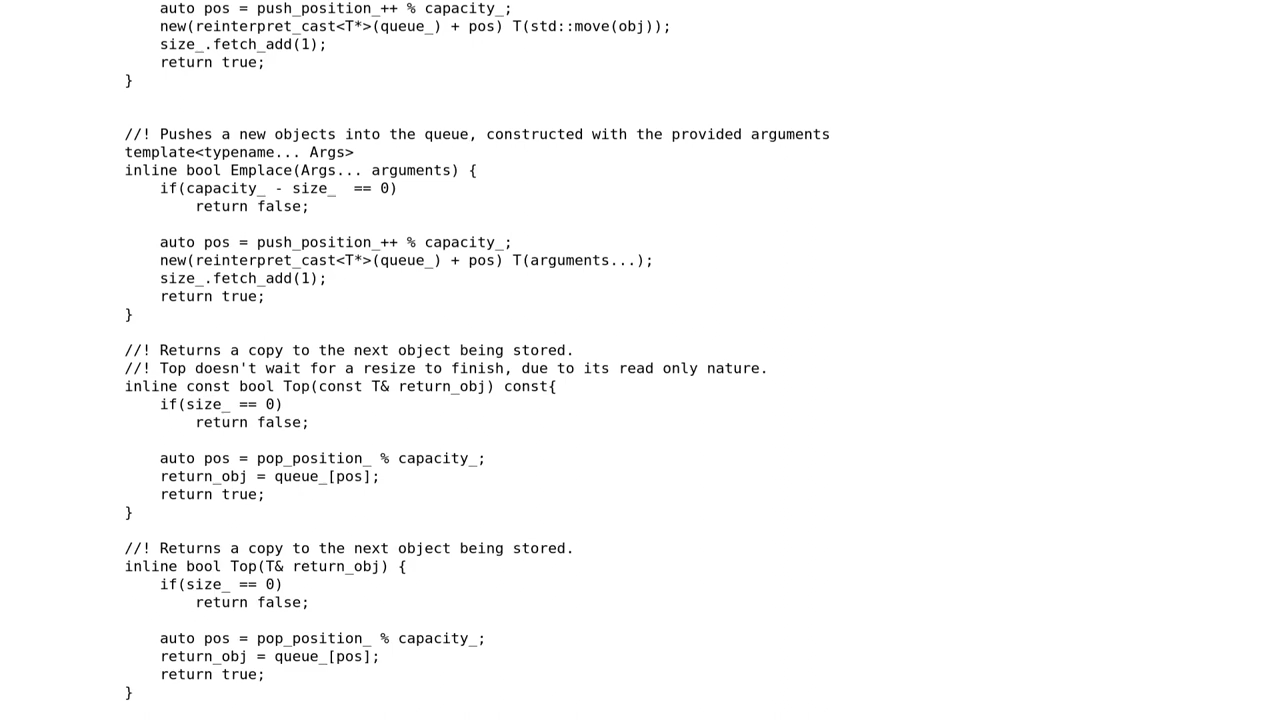 auto pos = push_position_++ % capacity_;
new(reinterpret_cast<T*>(queue_) + pos) T(std::move(obj));
size_.fetch_add(1);
return true;
}
//! Pushes a new objects into the queue, constructed with the provided arguments
template<typename... Args>
inline bool Emplace(Args... arguments) {
if(capacity_ - size_  == 0)
return false;
auto pos = push_position_++ % capacity_;
new(reinterpret_cast<T*>(queue_) + pos) T(arguments...);
size_.fetch_add(1);
return true;
}
//! Returns a copy to the next object being stored.
//! Top doesn't wait for a resize to finish, due to its read only nature.
inline const bool Top(const T& return_obj) const{
if(size_ == 0)
return false;
auto pos = pop_position_ % capacity_;
return_obj = queue_[pos];
return true;
}
//! Returns a copy to the next object being stored.
inline bool Top(T& return_obj) {
if(size_ == 0)
return false;
auto pos = pop_position_ % capacity_;
return_obj = queue_[pos];
return true;
}